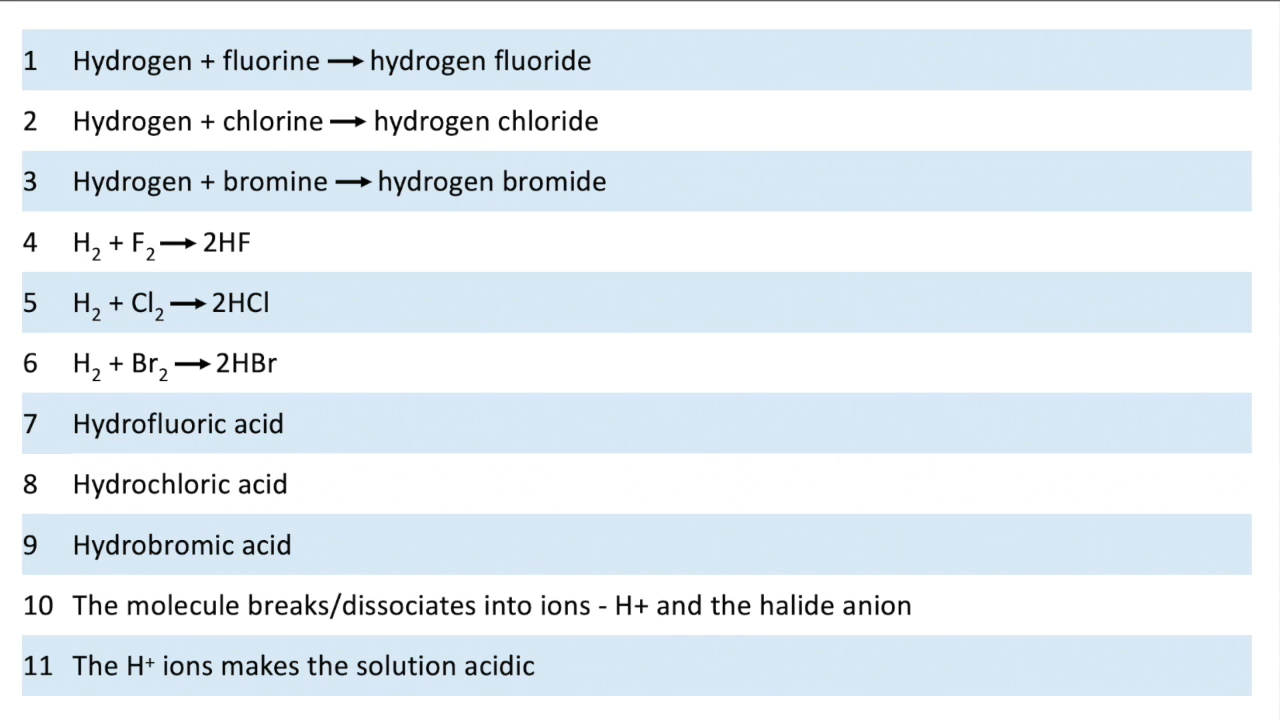 1 Hydrogen + fluorine ⟶ hydrogen fluoride
2 Hydrogen + chlorine ⟶ hydrogen chloride
3 Hydrogen + bromine ⟶ hydrogen bromide
4 H₂ + F₂ ⟶ 2HF
5 H₂ + Cl₂ ⟶ 2HCl
6 H₂ + Br₂ ⟶ 2HBr
7 Hydrofluoric acid
8 Hydrochloric acid
9 Hydrobromic acid
10 The molecule breaks/dissociates into ions - H+ and the halide anion
11 The H⁺ ions makes the solution acidic